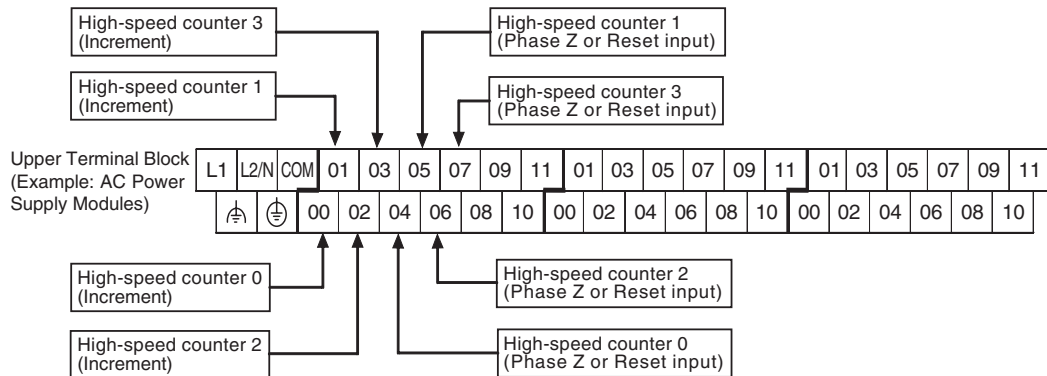 High-speed counter 3
(Increment)
High-speed counter 1
(Phase Z or Reset input)
High-speed counter 1
(Increment)
High-speed counter 3
(Phase Z or Reset input)
Upper Terminal Block
(Example: AC Power
Supply Modules)
L1 L2/N COM 01 03 05 07 09 11 01 03 05 07 09 11 01 03 05 07 09 11
00 02 04 06 08 10 00 02 04 06 08 10 00 02 04 06 08 10
High-speed counter 0
(Increment)
High-speed counter 2
(Phase Z or Reset input)
High-speed counter 2
(Increment)
High-speed counter 0
(Phase Z or Reset input)